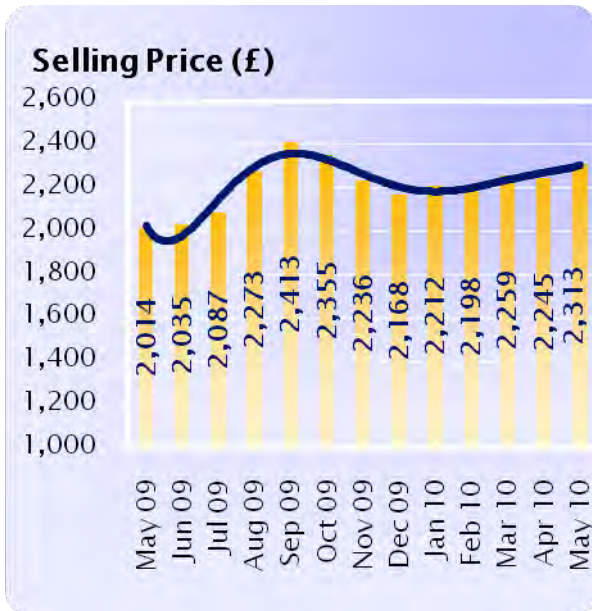 Selling Price (£)
2,600
2,400
2,200
2,000
1,800
1,600
1,400
1,200
1,000
2,014
2,035
2,087
2,273
2,413
2,355
2,236
2,168
2,212
2,198
2,259
2,245
2,313
May 09
Jun 09
Jul 09
Aug 09
Sep 09
Oct 09
Nov 09
Dec 09
Jan 10
Feb 10
Mar 10
Apr 10
May 10